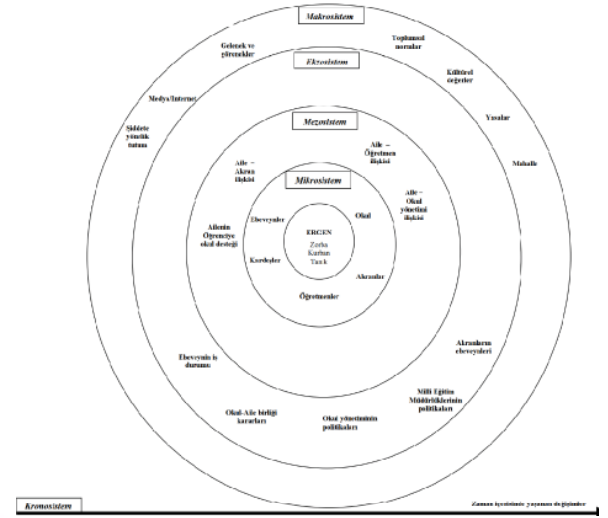 Makrosistem
Gelenek ve
görenekler
Toplumsal
normlar
Ekzosistem
Kültürel
değerler
Medya/Internet
Yasalar
Şiddete
yönelik
tutum
Mezosistem
Mahalle
Aile –
Akran
ilişkisi
Aile –
Öğretmen
ilişkisi
Mikrosistem
Aile –
Okul
yönetimi
ilişkisi
Ebeveynler
Okul
Ailenin
Öğrenciye
okul desteği
ERGEN
Zorba
Kurban
Tanık
Kardeşler
Akranlar
Öğretmenler
Ebeveynin iş
durumu
Akranların
ebeveynleri
Okul-Aile birliği
kararları
Okul yönetiminin
politikaları
Milli Eğitim
Müdürlüklerinin
politikaları
Kronosistem
Zaman içerisinde yaşanan değişimler